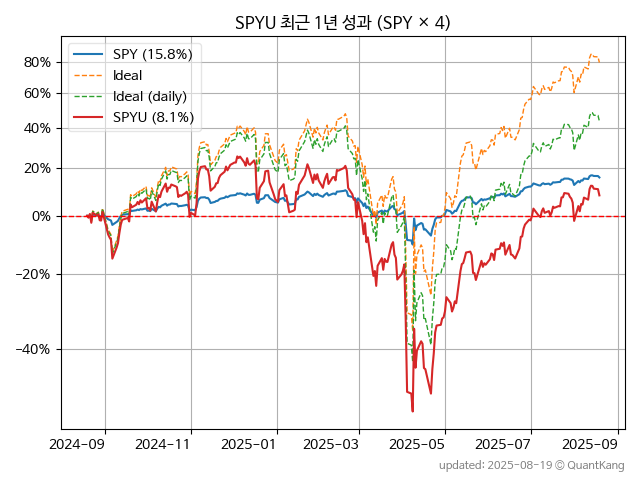 SPYU 최근 1년 성과 (SPY × 4)
SPY (15.8%)
Ideal
Ideal (daily)
SPYU (8.1%)
80%
60%
40%
20%
0%
−20%
−40%
2024-09 2024-11 2025-01 2025-03 2025-05 2025-07 2025-09
updated: 2025-08-19 © QuantKang